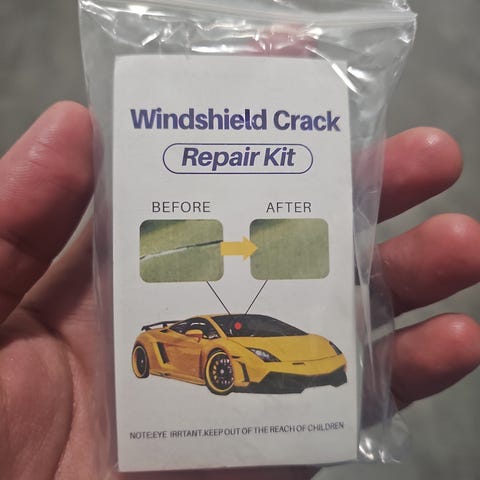 Windshield Crack
Repair Kit
BEFORE AFTER
NOTE:EYE IRRTANT.KEEP OUT OF THE REACH OF CHILDREN